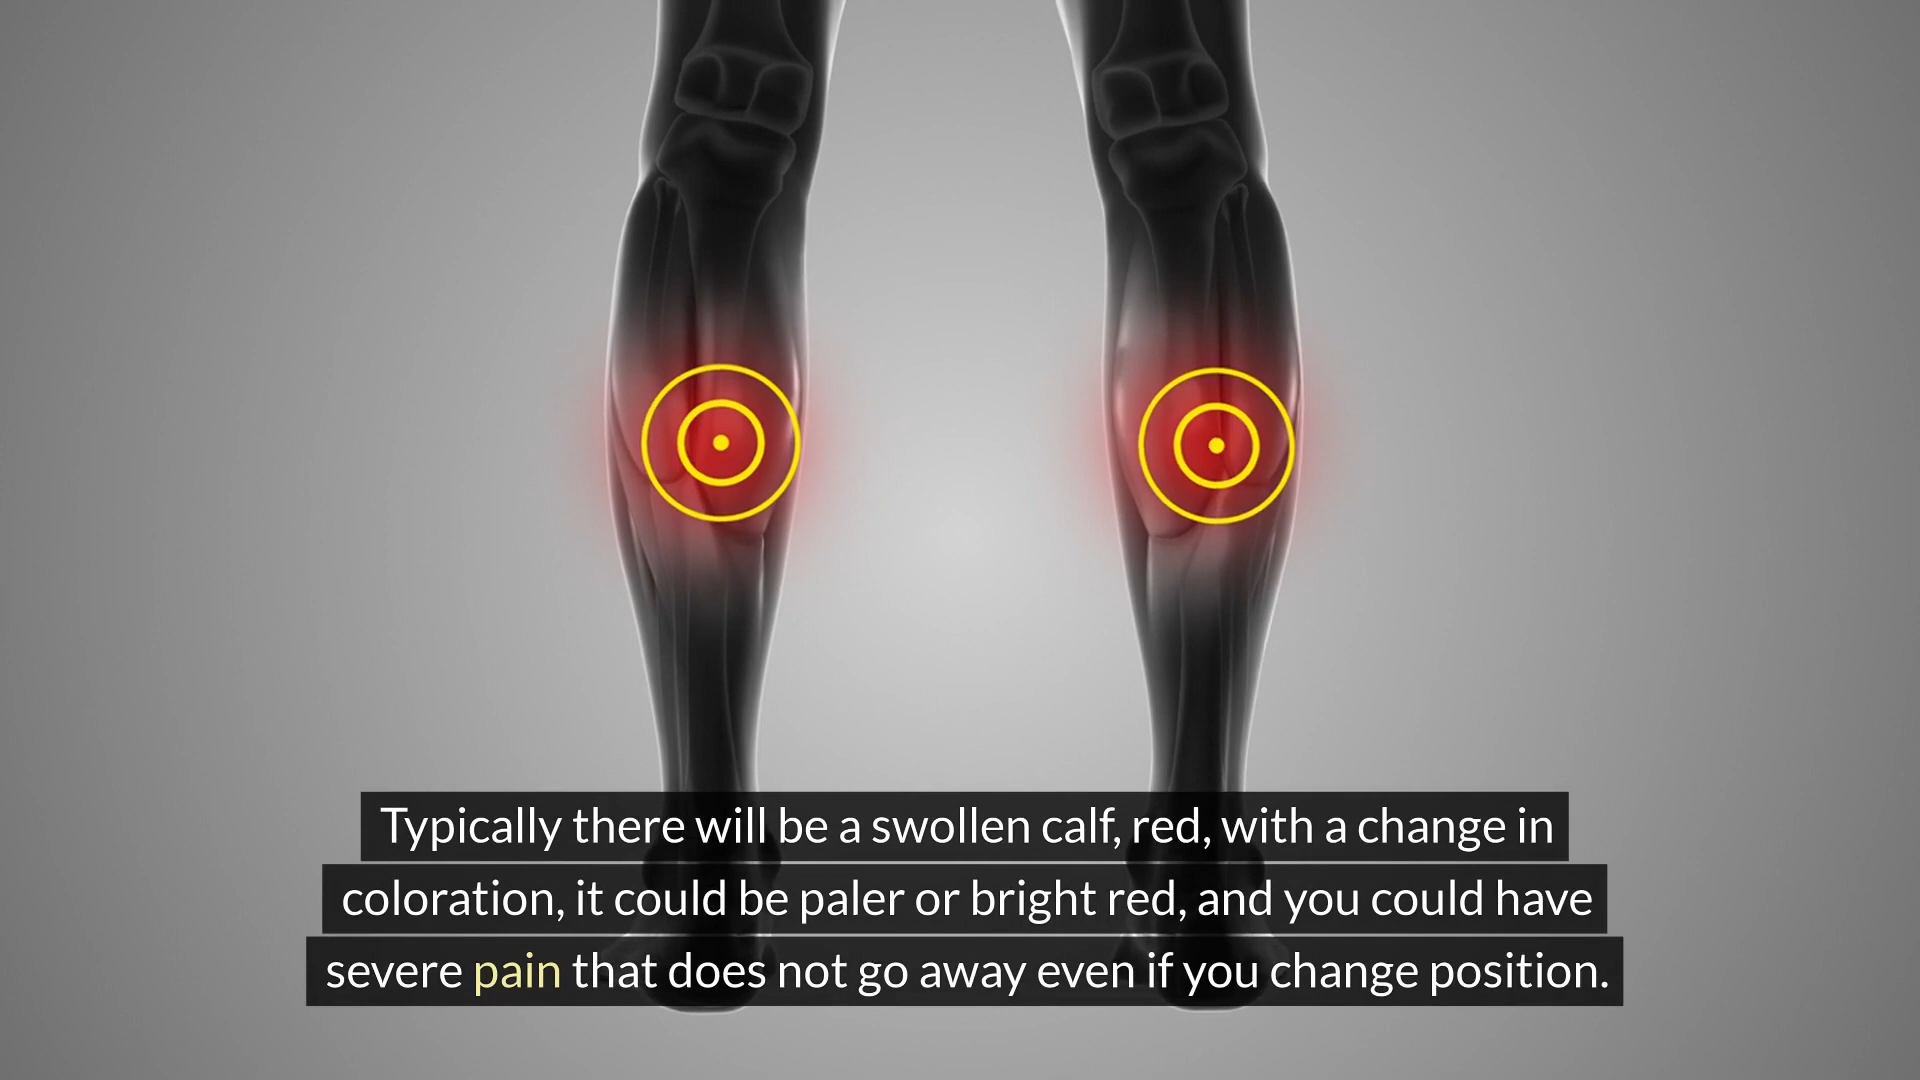 Typically there will be a swollen calf, red, with a change in
coloration, it could be paler or bright red, and you could have
severe pain that does not go away even if you change position.